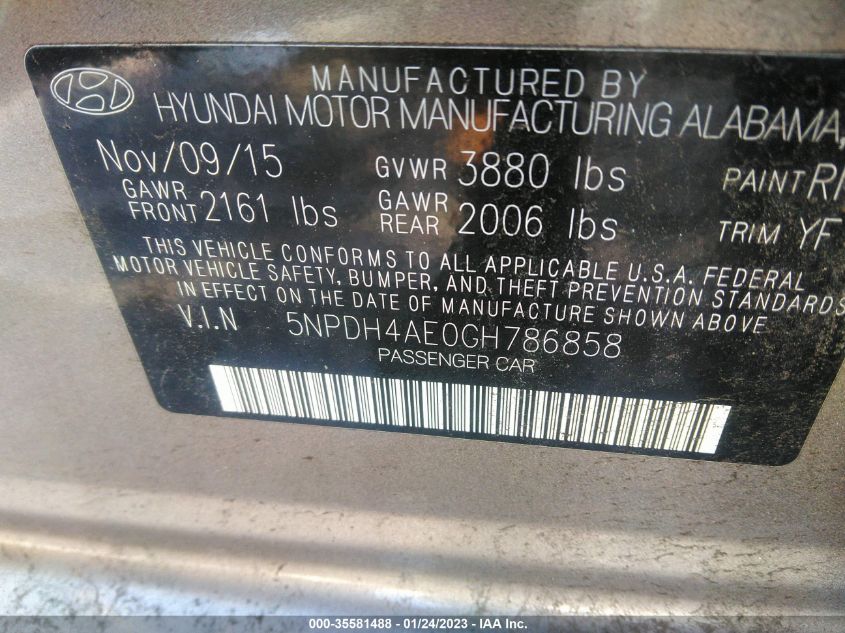 MANUFACTURED BY
HYUNDAI MOTOR MANUFACTURING ALABAMA,
Nov/09/15 GVWR 3880 lbs PAINT
GAWR FRONT 2161 lbs GAWR REAR 2006 lbs TRIM YF
THIS VEHICLE CONFORMS TO ALL APPLICABLE U.S.A. FEDERAL
MOTOR VEHICLE SAFETY, BUMPER, AND THEFT PREVENTION STANDARDS
IN EFFECT ON THE DATE OF MANUFACTURE SHOWN ABOVE
V.I.N 5NPDH4AE0GH786858
PASSENGER CAR
000-35581488 - 01/24/2023 - IAA Inc.